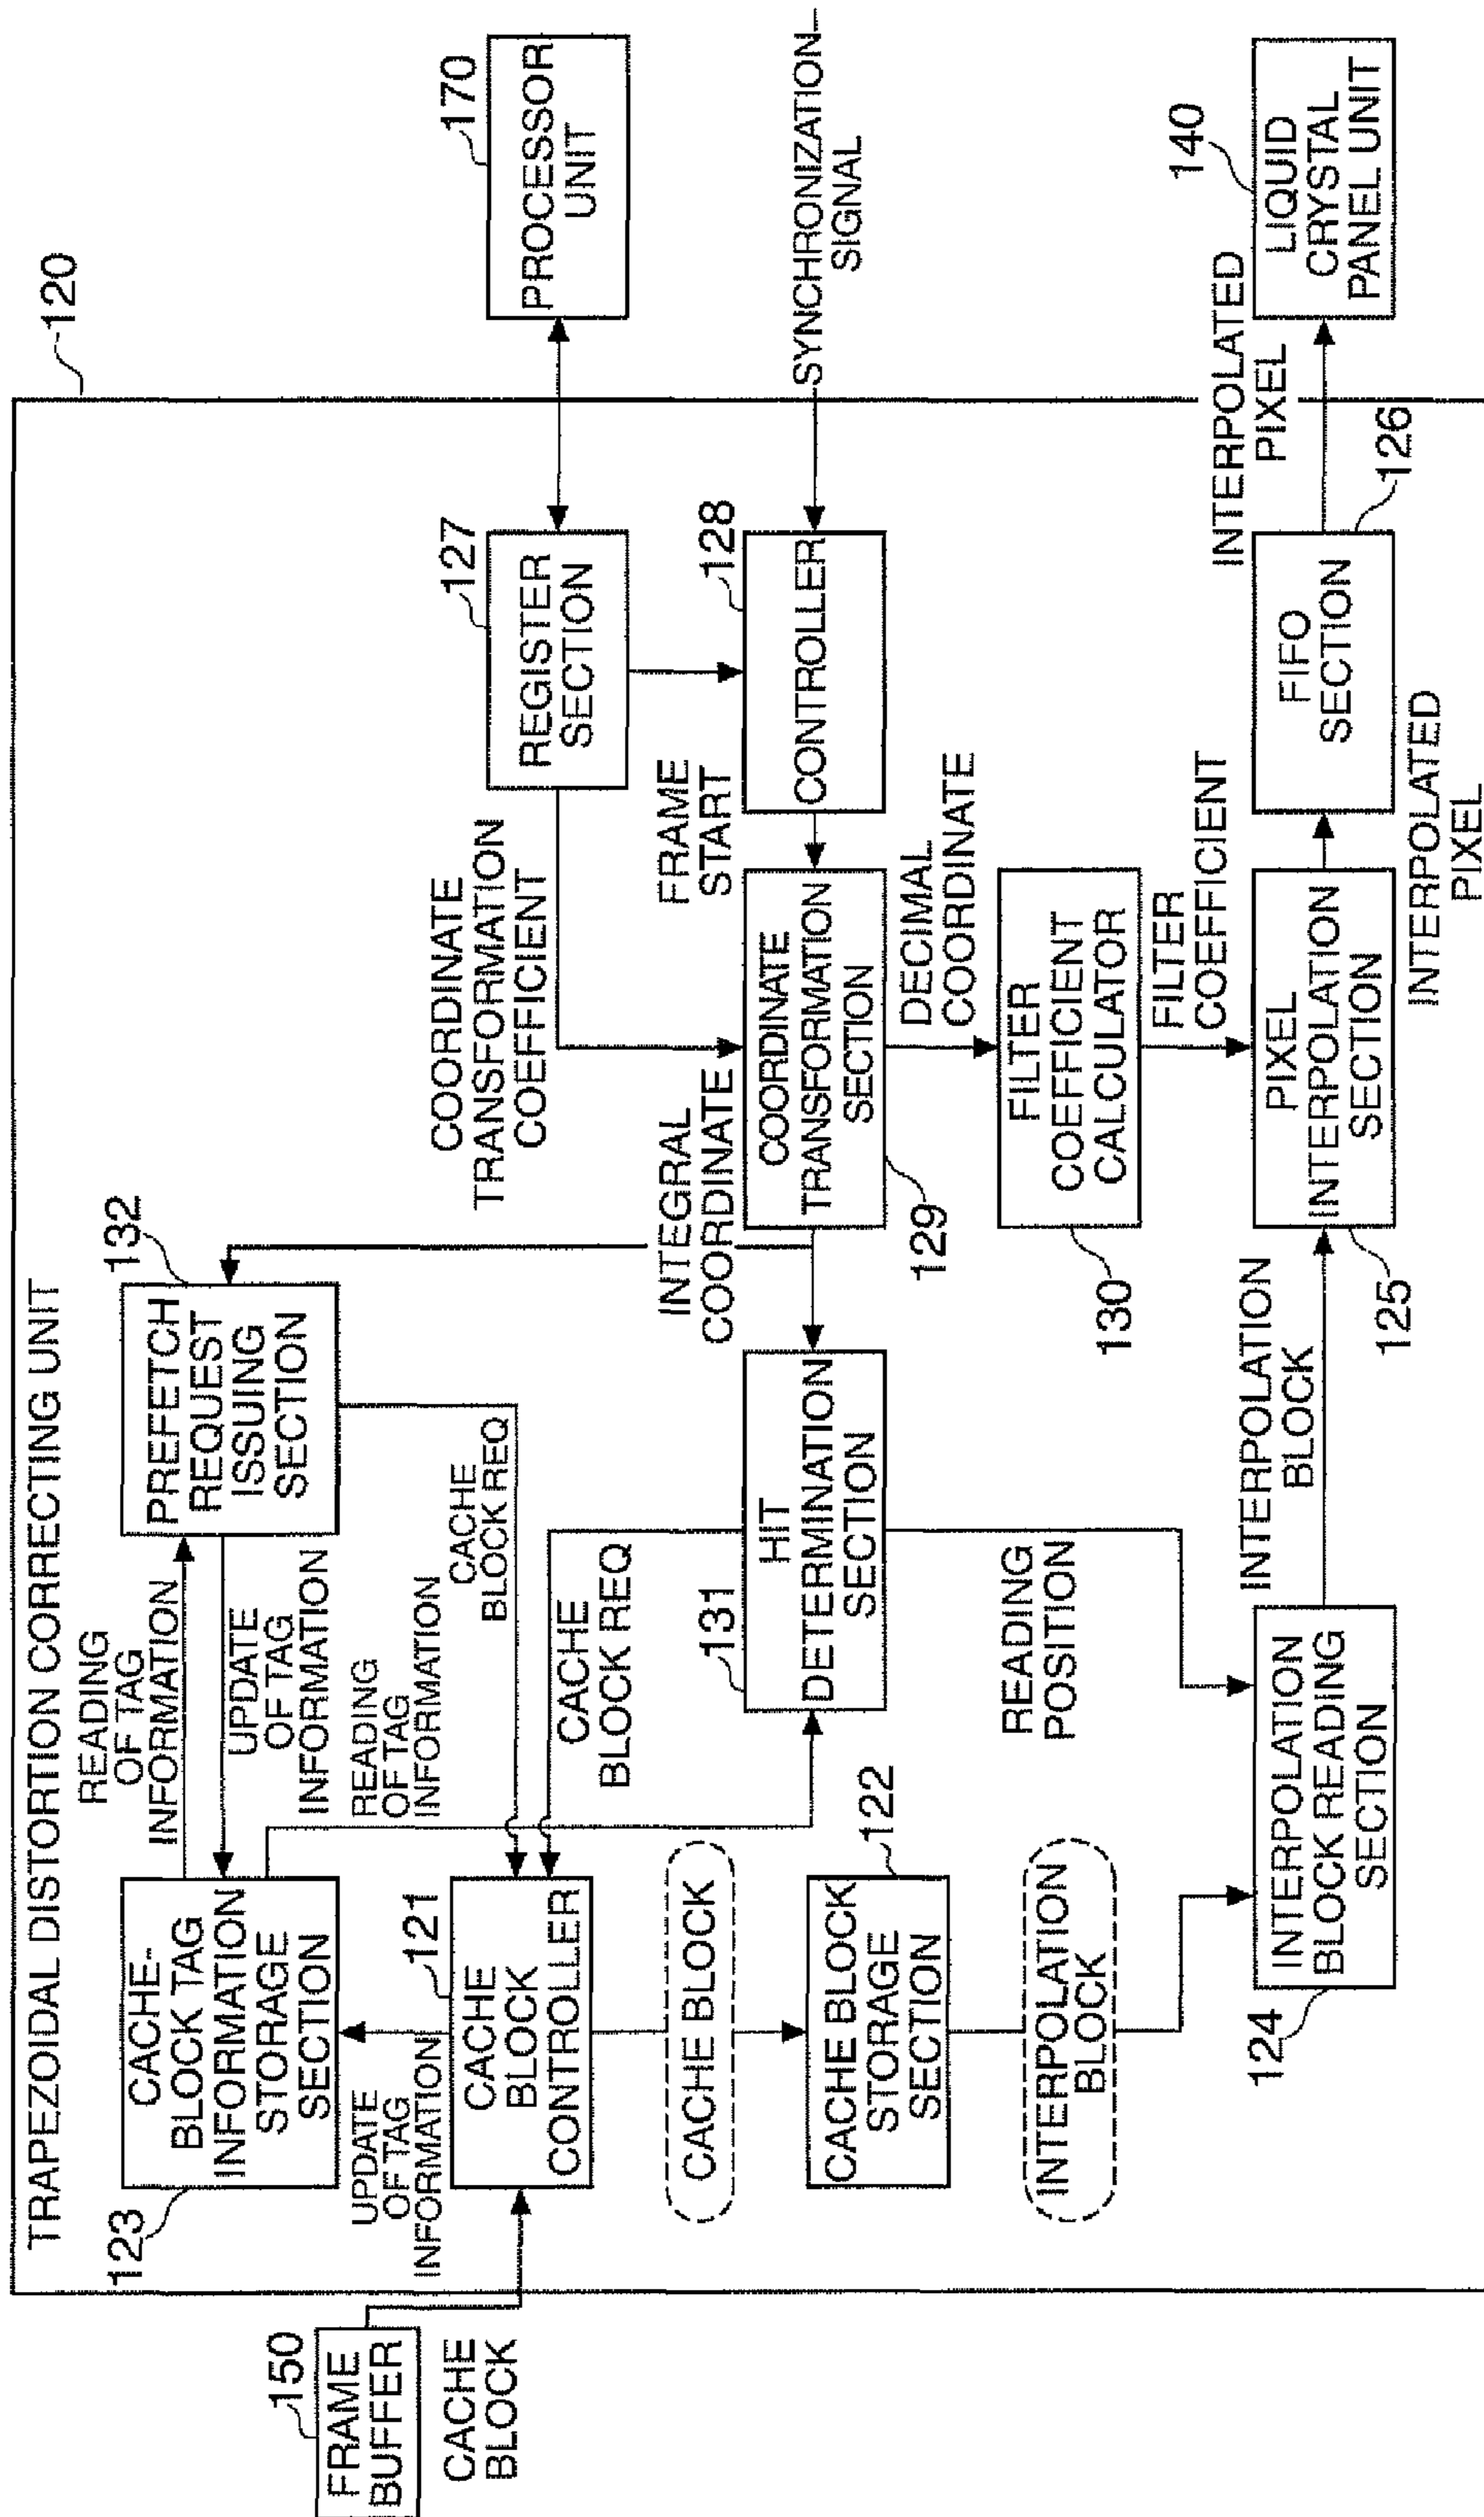 TRAPEZOIDAL DISTORTION CORRECTING UNIT
120
150
FRAME
BUFFER
CACHE
BLOCK
123
CACHE-
BLOCK TAG
INFORMATION
STORAGE
SECTION
READING
OF TAG
INFORMATION
UPDATE
OF TAG
INFORMATION
132
PREFETCH
REQUEST
ISSUING
SECTION
UPDATE
OF TAG
INFORMATION
121
CACHE
BLOCK
CONTROLLER
READING
OF TAG
INFORMATION
CACHE
BLOCK REQ
CACHE
BLOCK REQ
COORDINATE
TRANSFORMATION
COEFFICIENT
127
REGISTER
SECTION
170
PROCESSOR
UNIT
CACHE BLOCK
131
HIT
DETERMINATION
SECTION
INTEGRAL
COORDINATE
FRAME
START
128
CONTROLLER
SYNCHRONIZATION
SIGNAL
COORDINATE
TRANSFORMATION
SECTION
129
122
CACHE BLOCK
STORAGE
SECTION
DECIMAL
COORDINATE
READING
POSITION
INTERPOLATION
BLOCK
130
FILTER
COEFFICIENT
CALCULATOR
FILTER
COEFFICIENT
124
INTERPOLATION
BLOCK READING
SECTION
INTERPOLATION
BLOCK
125
PIXEL
INTERPOLATION
SECTION
INTERPOLATED
PIXEL
FIFO
SECTION
126
INTERPOLATED
PIXEL
140
LIQUID
CRYSTAL
PANEL UNIT